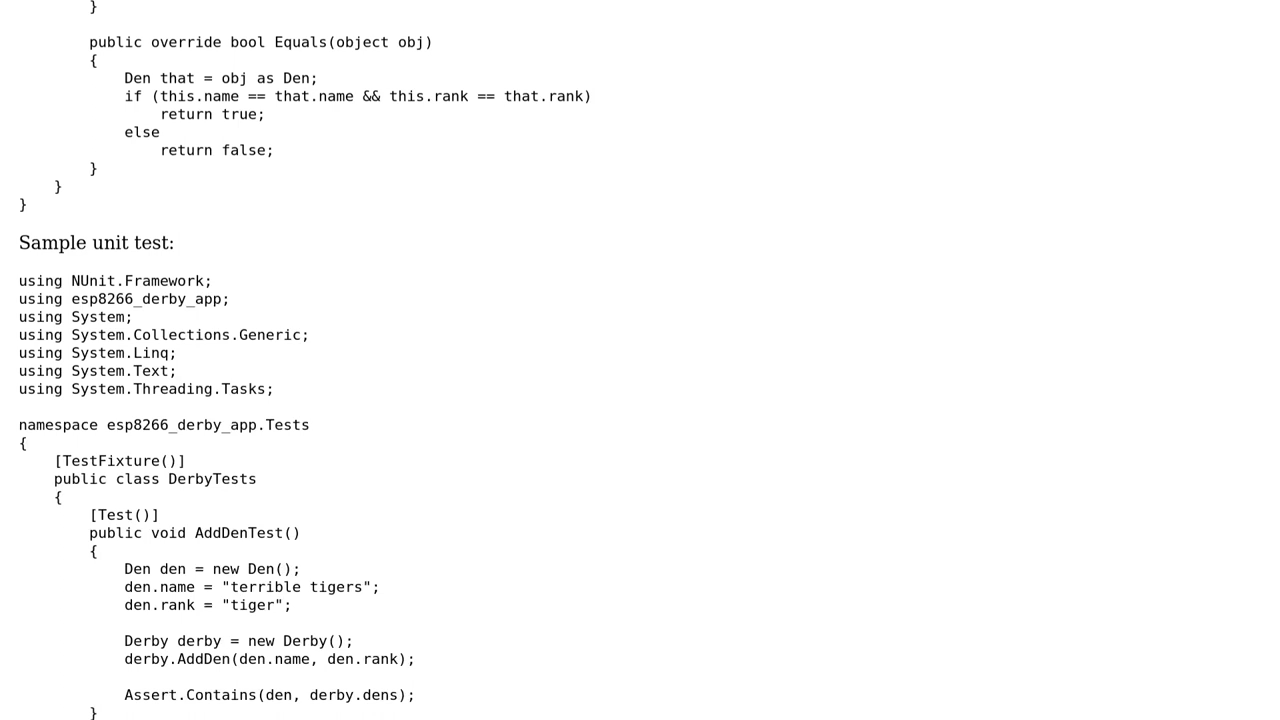 }

        public override bool Equals(object obj)
        {
            Den that = obj as Den;
            if (this.name == that.name && this.rank == that.rank)
                return true;
            else
                return false;
        }
    }
}
Sample unit test:
using NUnit.Framework;
using esp8266_derby_app;
using System;
using System.Collections.Generic;
using System.Linq;
using System.Text;
using System.Threading.Tasks;

namespace esp8266_derby_app.Tests
{
    [TestFixture()]
    public class DerbyTests
    {
        [Test()]
        public void AddDenTest()
        {
            Den den = new Den();
            den.name = "terrible tigers";
            den.rank = "tiger";

            Derby derby = new Derby();
            derby.AddDen(den.name, den.rank);

            Assert.Contains(den, derby.dens);
        }